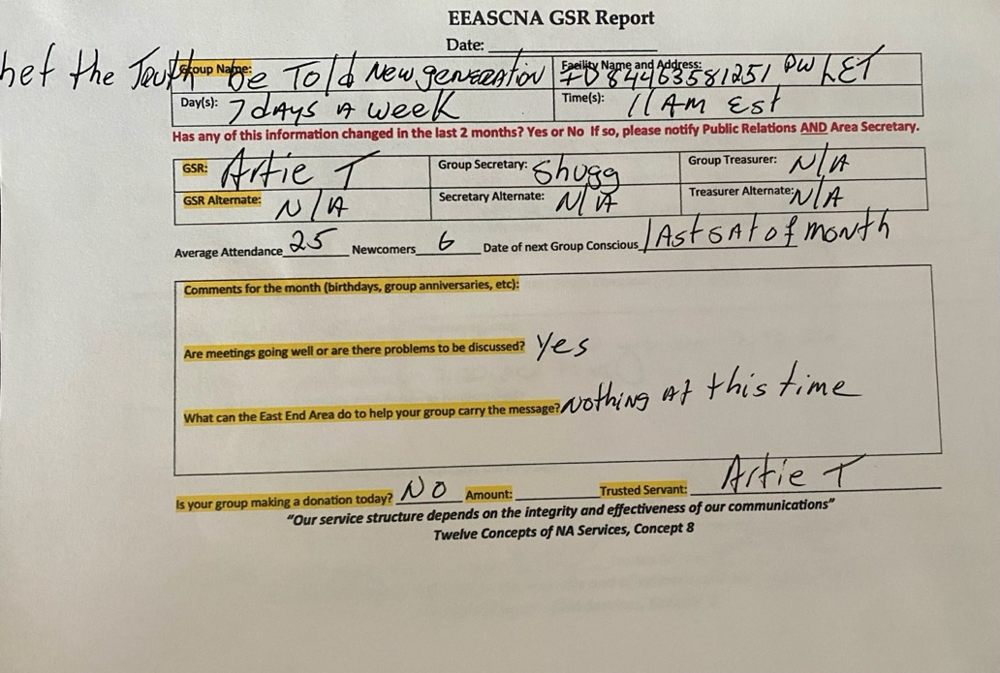 EEASCNA GSR Report
Date:
Group Name: Let the Truth be Told New generation
Facility Name and Address: ID 84463581251 PW LET
Day(s): 7 days a week
Time(s): 11 AM Est
Has any of this information changed in the last 2 months? Yes or No If so, please notify Public Relations AND Area Secretary.
GSR: Artie T
Group Secretary: Shugg
Group Treasurer: N/A
GSR Alternate: N/A
Secretary Alternate: N/A
Treasurer Alternate: N/A
Average Attendance 25 Newcomers 6 Date of next Group Conscious LAst SAt of month
Comments for the month (birthdays, group anniversaries, etc):
Are meetings going well or are there problems to be discussed? Yes
What can the East End Area do to help your group carry the message? Nothing At this time
Is your group making a donation today? No Amount: Trusted Servant: Artie T
"Our service structure depends on the integrity and effectiveness of our communications"
Twelve Concepts of NA Services, Concept 8